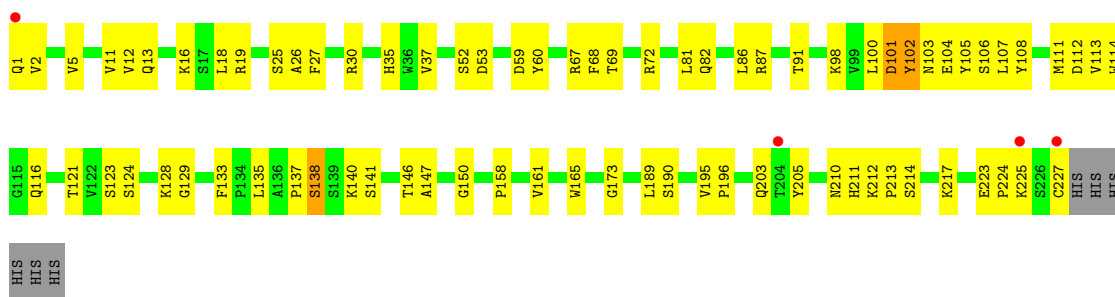 Q1 V2 V5 V11 V12 Q13 K16 S17 L18 R19 S25 A26 F27 R30 H35 W36 V37 S52 D53 D59 Y60 R67 F68 T69 R72 L81 Q82 L86 R87 T91 K98 V99 L100 D101 Y102 N103 E104 Y105 S106 L107 Y108 M111 D112 V113 W114
G115 Q116 T121 V122 S123 S124 K128 G129 F133 P134 L135 A136 P137 S138 S139 K140 S141 T146 A147 G150 P158 V161 W165 G173 L189 S190 V195 P196 Q203 T204 Y205 N210 H211 K212 P213 S214 K217 E223 P224 K225 S226 C227 HIS HIS HIS
HIS HIS HIS